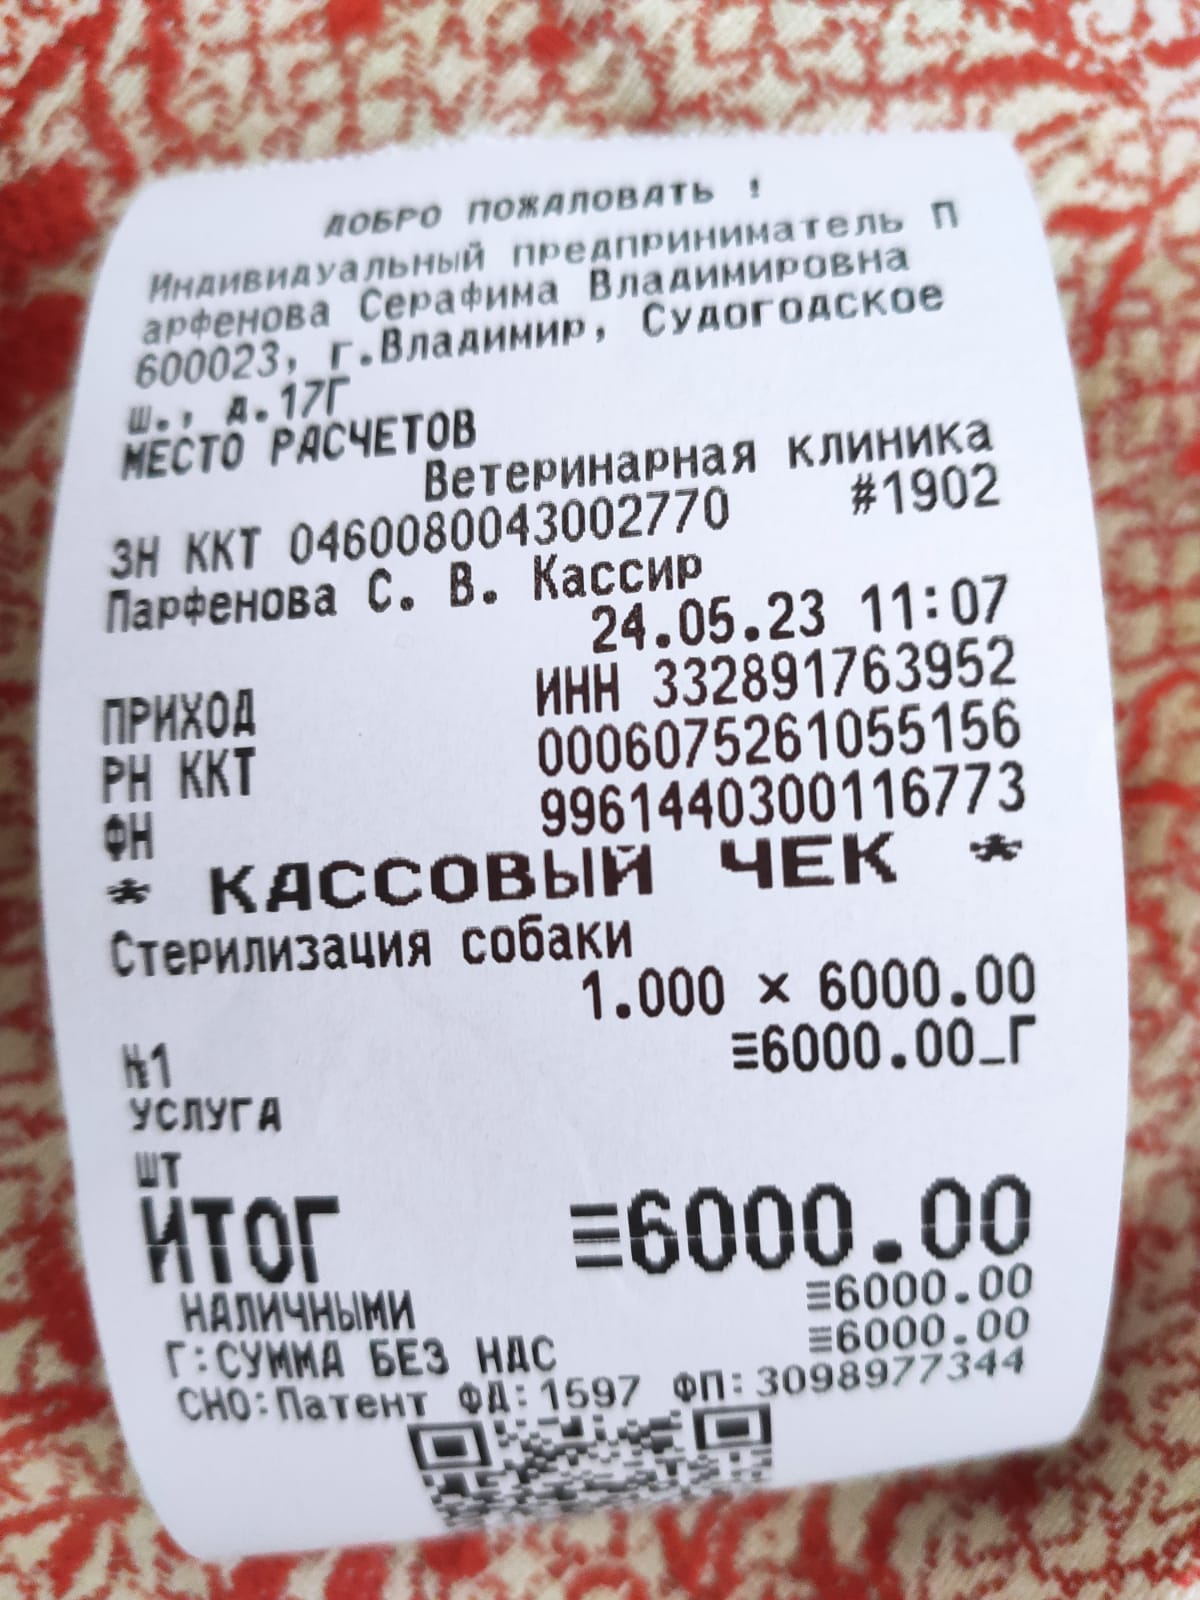 ДОБРО ПОЖАЛОВАТЬ !
Индивидуальный предприниматель П
арфенова Серафима Владимировна
600023, г.Владимир, Судогодское
ш., д.17Г
МЕСТО РАСЧЕТОВ
Ветеринарная клиника
ЗН ККТ 0460080043002770 #1902
Парфенова С. В. Кассир
24.05.23 11:07
ПРИХОД ИНН 332891763952
РН ККТ 0006075261055156
ФН 9961440300116773
* КАССОВЫЙ ЧЕК *
Стерилизация собаки
1.000 × 6000.00
№1 ≡6000.00_Г
УСЛУГА
шт
ИТОГ ≡6000.00
НАЛИЧНЫМИ ≡6000.00
Г:СУММА БЕЗ НДС ≡6000.00
СНО:Патент ФД:1597 ФП:3098977344